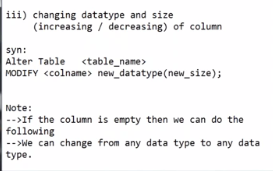 iii) changing datatype and size
(increasing / decreasing) of column
syn:
Alter Table <table_name>
MODIFY <colname> new_datatype(new_size);
Note:
-->If the column is empty then we can do the
following
-->We can change from any data type to any data
type.